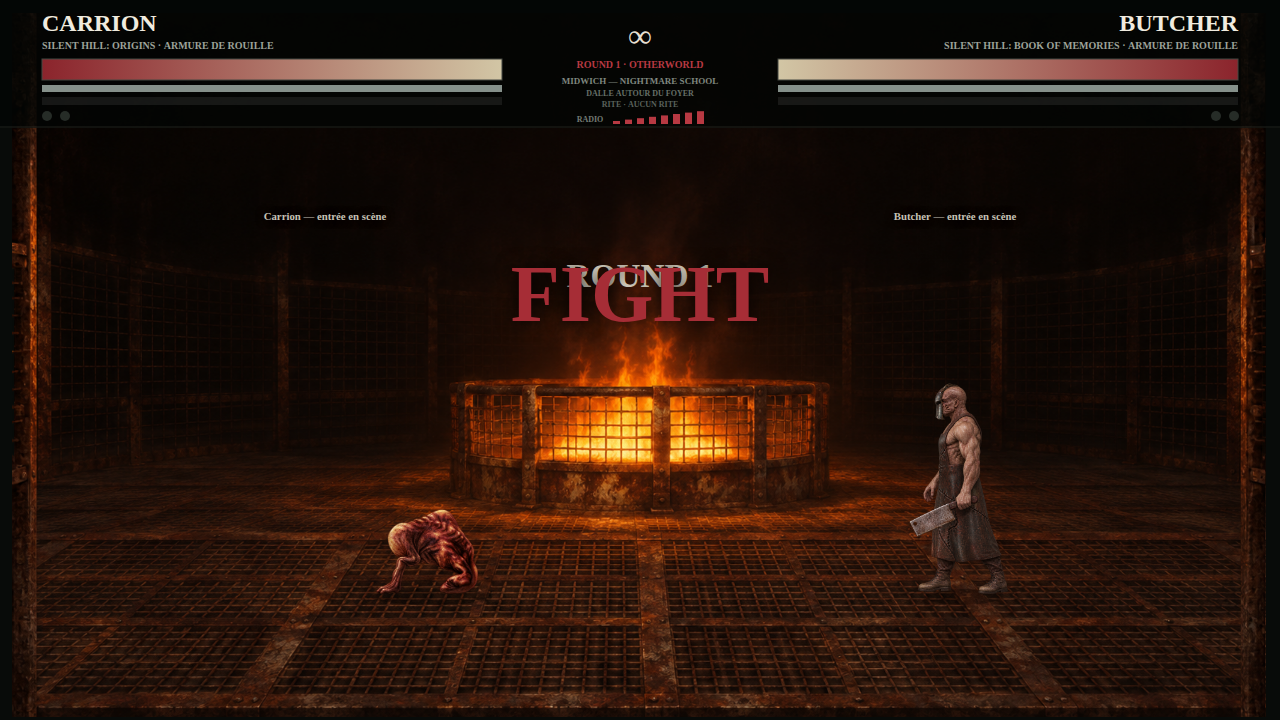 CARRION
SILENT HILL: ORIGINS · ARMURE DE ROUILLE
∞
ROUND 1 · OTHERWORLD
MIDWICH — NIGHTMARE SCHOOL
DALLE AUTOUR DU FOYER
RITE · AUCUN RITE
RADIO
BUTCHER
SILENT HILL: BOOK OF MEMORIES · ARMURE DE ROUILLE
Carrion — entrée en scène
Butcher — entrée en scène
ROUND 1
FIGHT